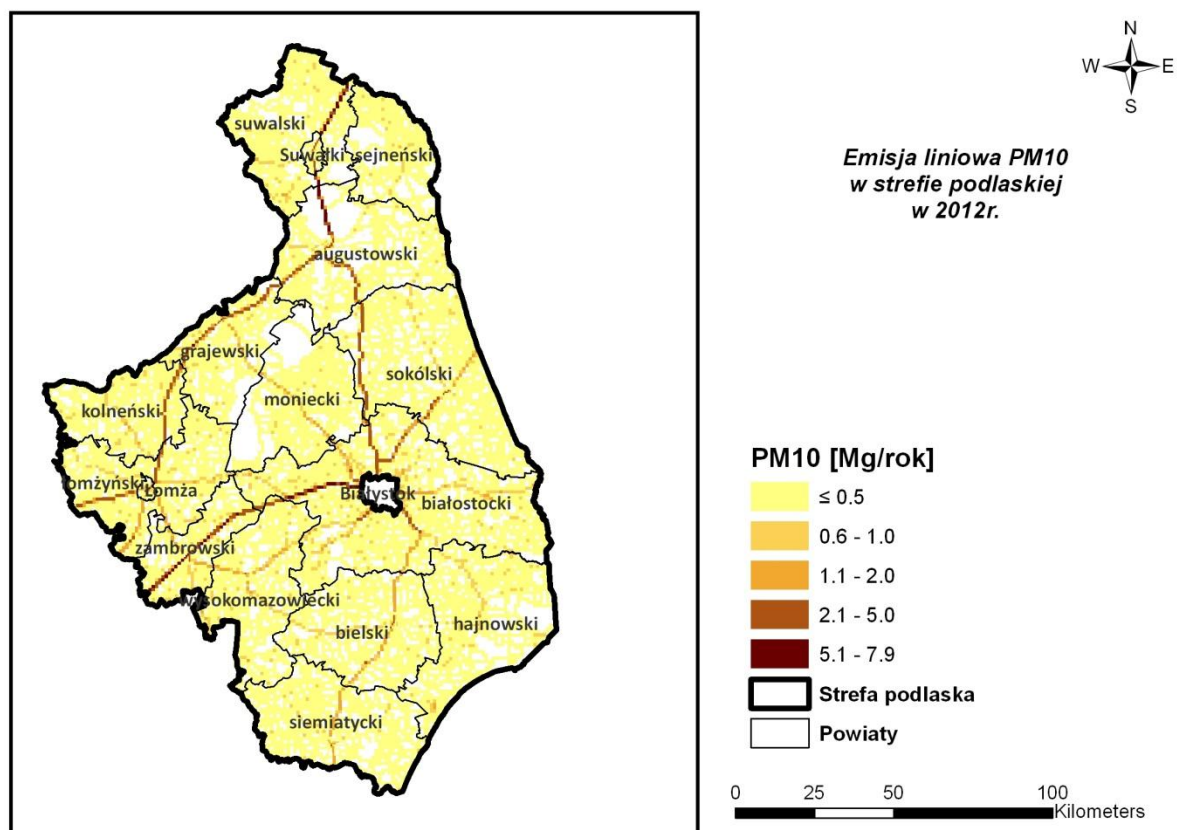 N
W E
S
Emisja liniowa PM10
w strefie podlaskiej
w 2012r.
suwalski
Suwałki
sejneński
augustowski
grajewski
sokólski
kolneński
moniecki
łomżyński
Łomża
Białystok
białostocki
zambrowski
wysokomazowiecki
bielski
hajnowski
siemiatycki
PM10 [Mg/rok]
≤ 0.5
0.6 - 1.0
1.1 - 2.0
2.1 - 5.0
5.1 - 7.9
Strefa podlaska
Powiaty
0 25 50 100
Kilometers